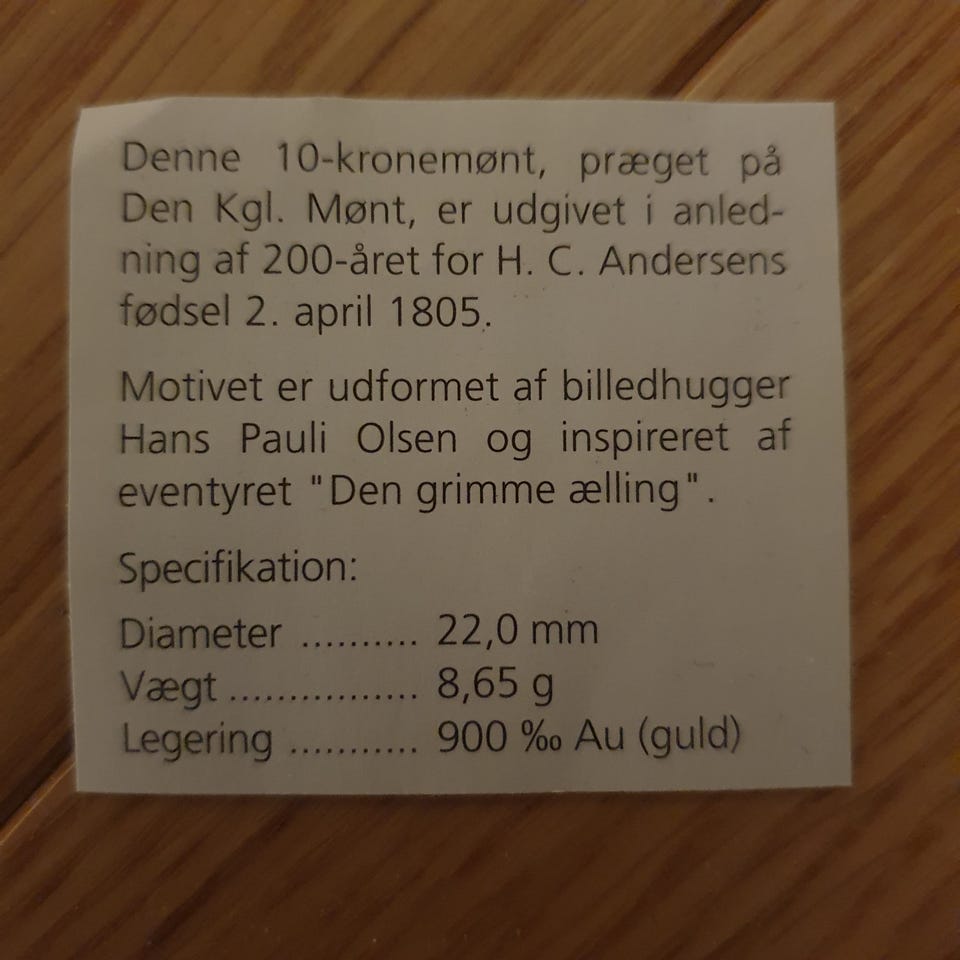 Denne 10-kronemønt, præget på
Den Kgl. Mønt, er udgivet i anled-
ning af 200-året for H. C. Andersens
fødsel 2. april 1805.
Motivet er udformet af billedhugger
Hans Pauli Olsen og inspireret af
eventyret "Den grimme ælling".
Specifikation:
Diameter .......... 22,0 mm
Vægt ................ 8,65 g
Legering ........... 900 ‰ Au (guld)